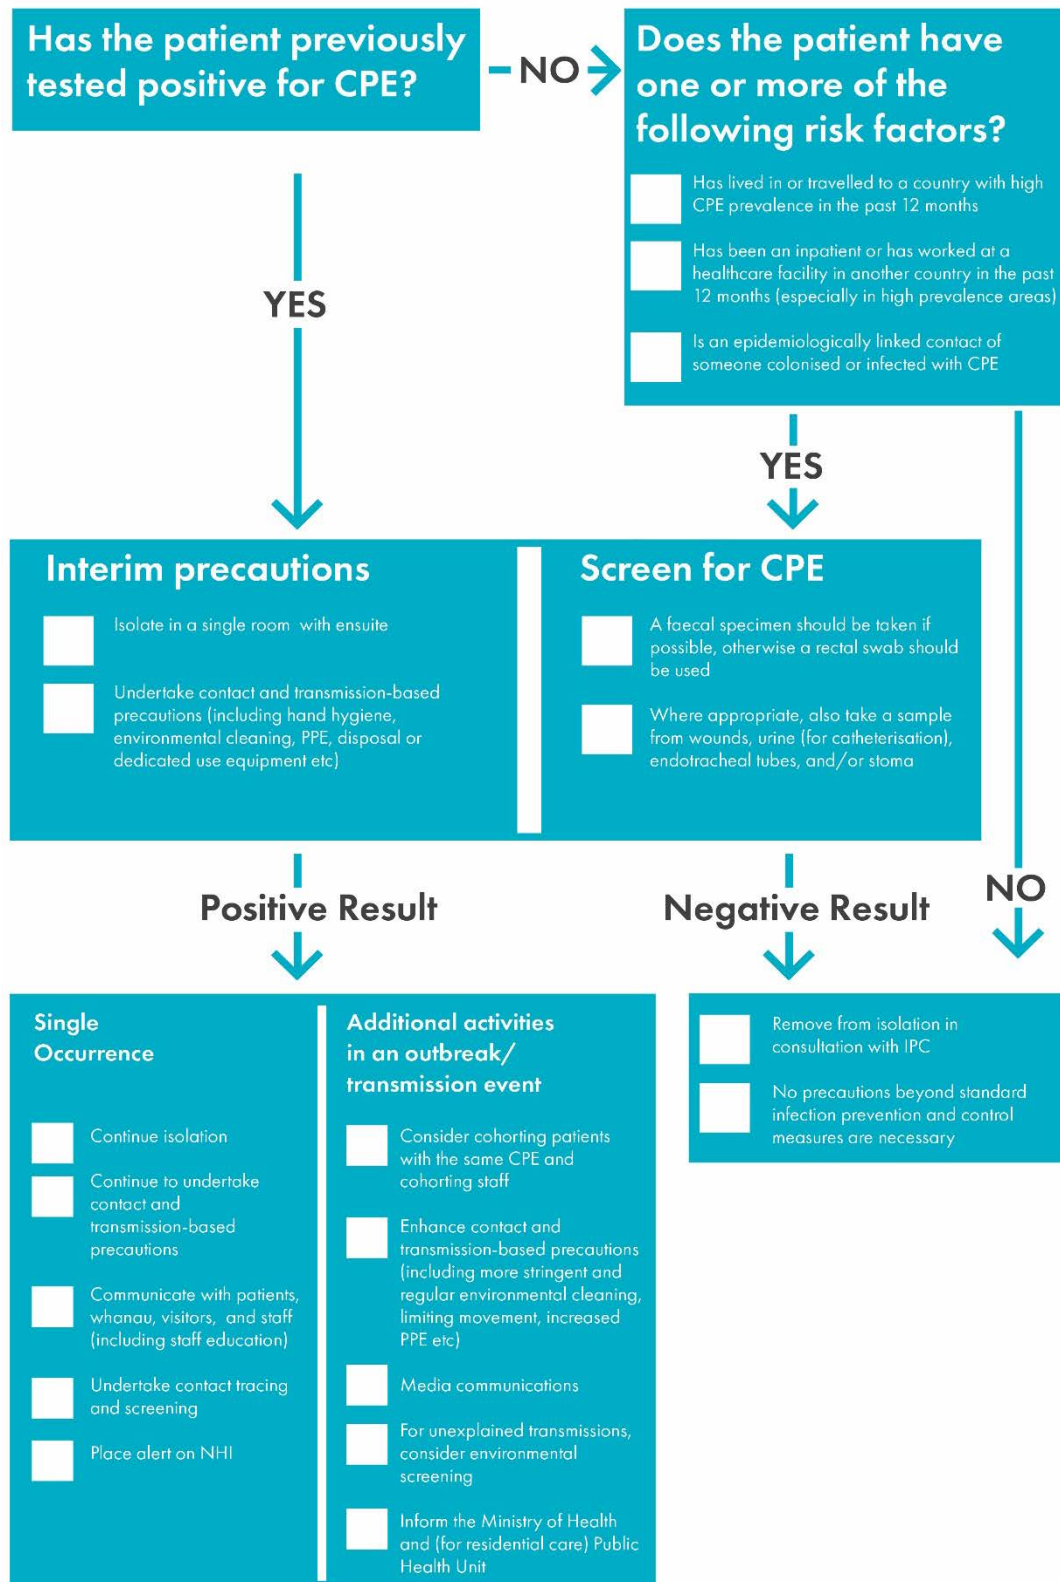 Has the patient previously
tested positive for CPE?
NO
Does the patient have
one or more of the
following risk factors?
Has lived in or travelled to a country with high
CPE prevalence in the past 12 months
Has been an inpatient or has worked at a
healthcare facility in another country in the past
12 months (especially in high prevalence areas)
Is an epidemiologically linked contact of
someone colonised or infected with CPE
YES
YES
Interim precautions
Isolate in a single room with ensuite
Undertake contact and transmission-based
precautions (including hand hygiene,
environmental cleaning, PPE, disposal or
dedicated use equipment etc)
Screen for CPE
A faecal specimen should be taken if
possible, otherwise a rectal swab should
be used
Where appropriate, also take a sample
from wounds, urine (for catheterisation),
endotracheal tubes, and/or stoma
Positive Result
Negative Result
NO
Single
Occurrence
Continue isolation
Continue to undertake
contact and
transmission-based
precautions
Communicate with patients,
whanau, visitors, and staff
(including staff education)
Undertake contact tracing
and screening
Place alert on NHI
Additional activities
in an outbreak/
transmission event
Consider cohorting patients
with the same CPE and
cohorting staff
Enhance contact and
transmission-based precautions
(including more stringent and
regular environmental cleaning,
limiting movement, increased
PPE etc)
Media communications
For unexplained transmissions,
consider environmental
screening
Inform the Ministry of Health
and (for residential care) Public
Health Unit
Remove from isolation in
consultation with IPC
No precautions beyond standard
infection prevention and control
measures are necessary